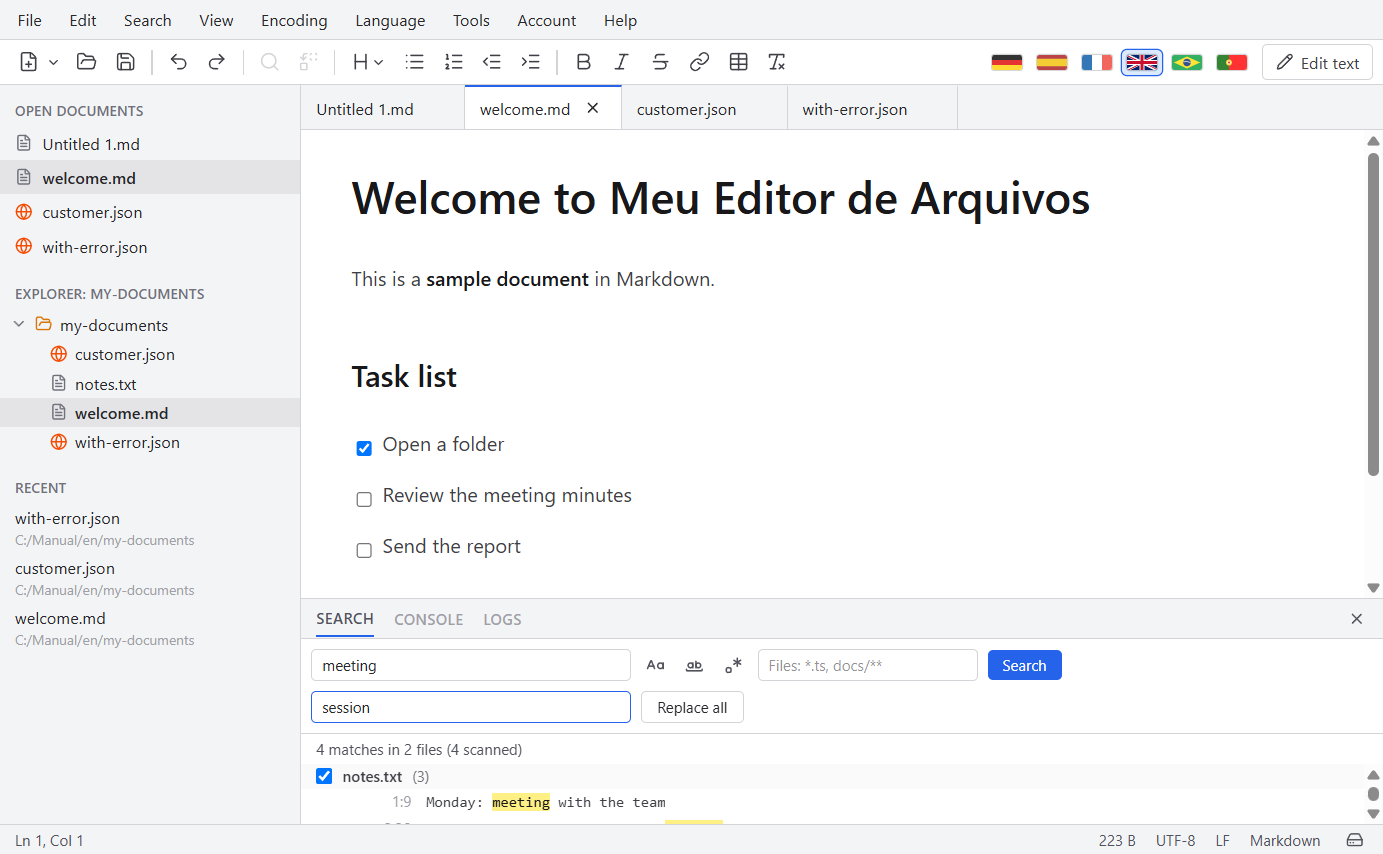 File Edit Search View Encoding Language Tools Account Help
H B I S Edit text
OPEN DOCUMENTS
Untitled 1.md
welcome.md
customer.json
with-error.json
EXPLORER: MY-DOCUMENTS
my-documents
customer.json
notes.txt
welcome.md
with-error.json
RECENT
with-error.json
C:/Manual/en/my-documents
customer.json
C:/Manual/en/my-documents
welcome.md
C:/Manual/en/my-documents
Untitled 1.md welcome.md customer.json with-error.json
Welcome to Meu Editor de Arquivos
This is a sample document in Markdown.
Task list
Open a folder
Review the meeting minutes
Send the report
SEARCH CONSOLE LOGS
meeting Aa ab .* Files: *.ts, docs/** Search
session Replace all
4 matches in 2 files (4 scanned)
notes.txt (3)
1:9 Monday: meeting with the team
Ln 1, Col 1 223 B UTF-8 LF Markdown